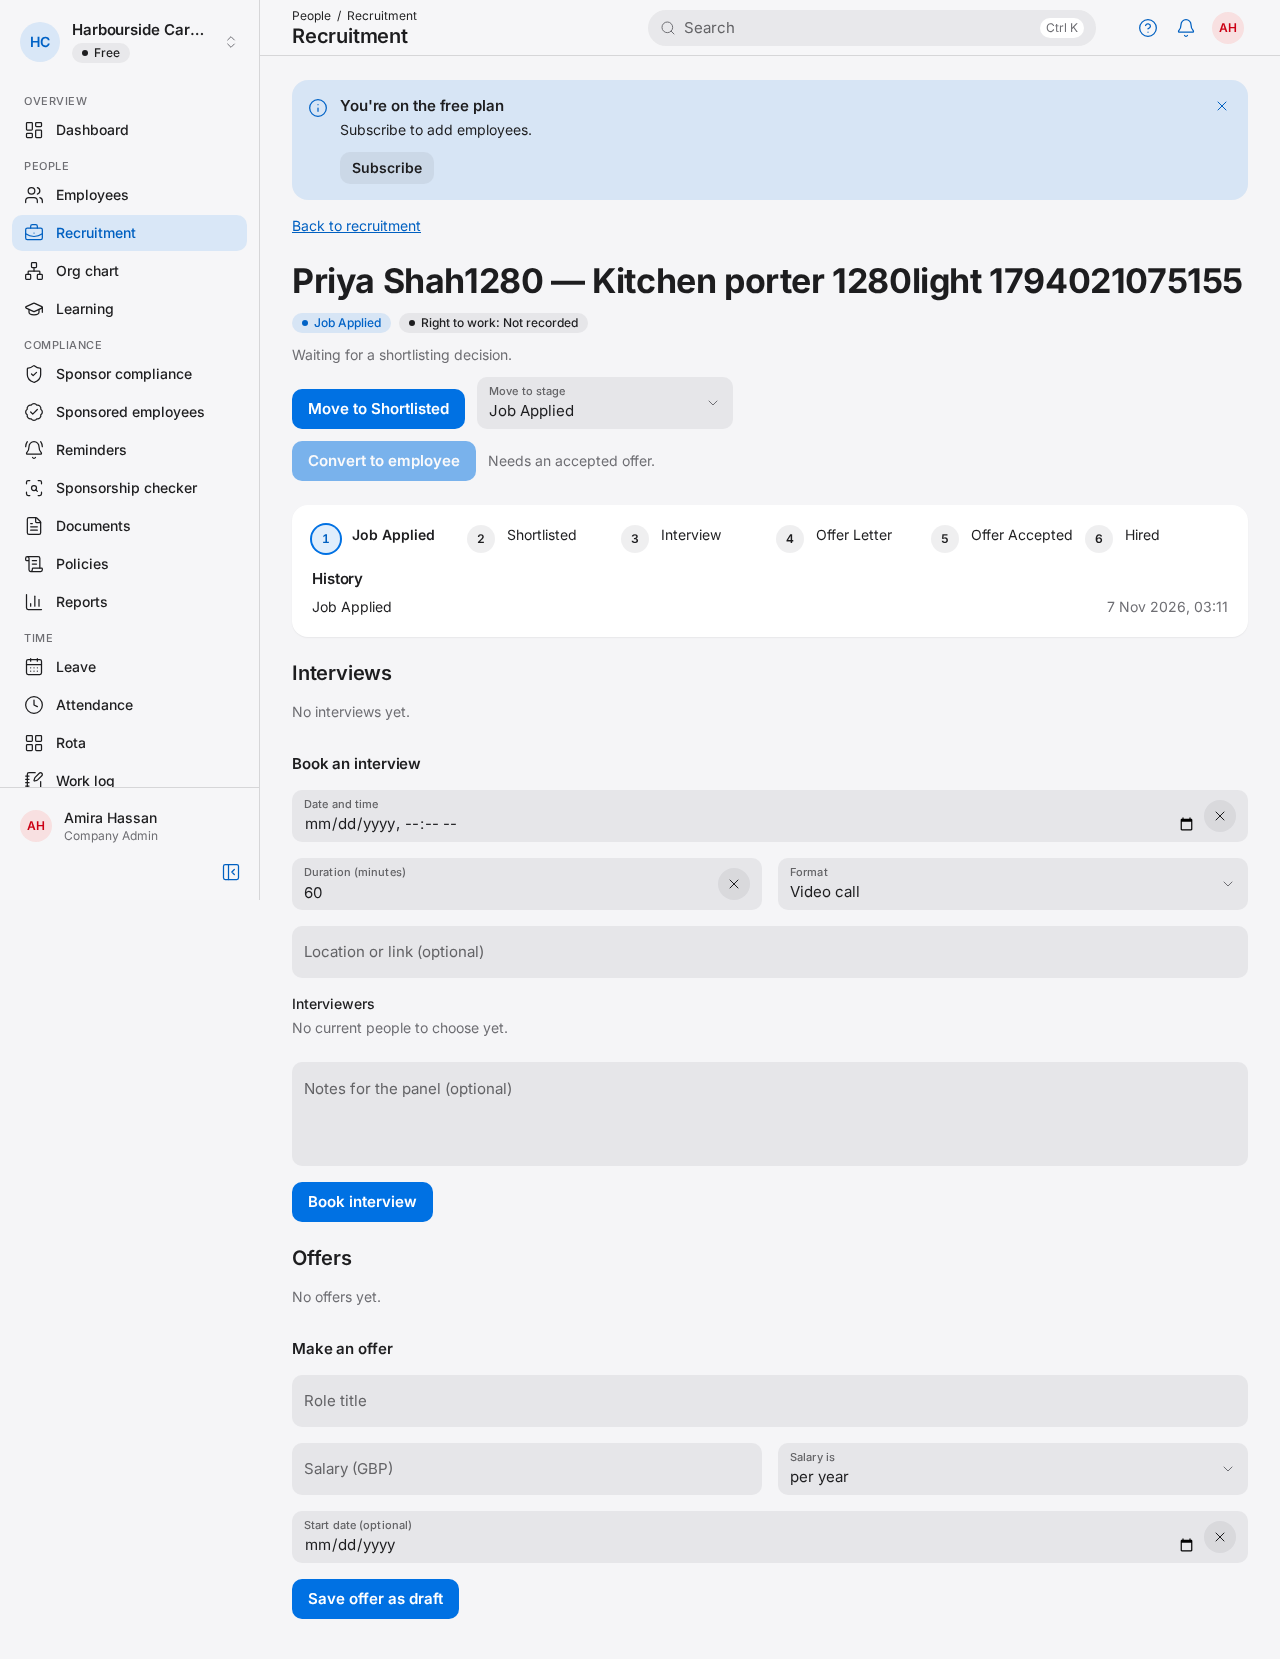 HC
Harbourside Car...
Free
OVERVIEW
Dashboard
PEOPLE
Employees
Recruitment
Org chart
Learning
COMPLIANCE
Sponsor compliance
Sponsored employees
Reminders
Sponsorship checker
Documents
Policies
Reports
TIME
Leave
Attendance
Rota
Work log
AH
Amira Hassan
Company Admin
People / Recruitment
Recruitment
Search
Ctrl K
AH
You're on the free plan
Subscribe to add employees.
Subscribe
Back to recruitment
Priya Shah1280 — Kitchen porter 1280light 1794021075155
Job Applied
Right to work: Not recorded
Waiting for a shortlisting decision.
Move to Shortlisted
Move to stage
Job Applied
Convert to employee
Needs an accepted offer.
1 Job Applied
2 Shortlisted
3 Interview
4 Offer Letter
5 Offer Accepted
6 Hired
History
Job Applied
7 Nov 2026, 03:11
Interviews
No interviews yet.
Book an interview
Date and time
mm/dd/yyyy, --:-- --
Duration (minutes)
60
Format
Video call
Location or link (optional)
Interviewers
No current people to choose yet.
Notes for the panel (optional)
Book interview
Offers
No offers yet.
Make an offer
Role title
Salary (GBP)
Salary is
per year
Start date (optional)
mm/dd/yyyy
Save offer as draft